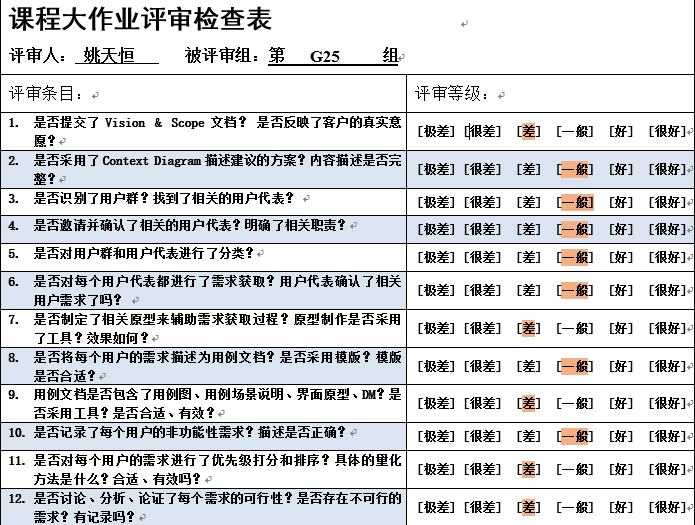 课程大作业评审检查表
评审人： 姚天恒 被评审组：第 G25 组
评审条目： 评审等级：
1. 是否提交了 Vision & Scope 文档？ 是否反映了客户的真实意 [极差] [很差] [差] [一般] [好] [很好]
愿？
2. 是否采用了 Context Diagram 描述建议的方案？内容描述是否完 [极差] [很差] [差] [一般] [好] [很好]
整？
3. 是否识别了用户群？找到了相关的用户代表？ [极差] [很差] [差] [一般] [好] [很好]
4. 是否邀请并确认了相关的用户代表？明确了相关职责？ [极差] [很差] [差] [一般] [好] [很好]
5. 是否对用户群和用户代表进行了分类？ [极差] [很差] [差] [一般] [好] [很好]
6. 是否对每个用户代表都进行了需求获取？用户代表确认了相关 [极差] [很差] [差] [一般] [好] [很好]
用户需求了吗？
7. 是否制定了相关原型来辅助需求获取过程？原型制作是否采用 [极差] [很差] [差] [一般] [好] [很好]
了工具？效果如何？
8. 是否将每个用户的需求描述为用例文档？是否采用模版？模版 [极差] [很差] [差] [一般] [好] [很好]
是否合适？
9. 用例文档是否包含了用例图、用例场景说明、界面原型、DM？是 [极差] [很差] [差] [一般] [好] [很好]
否采用工具？是否合适、有效？
10. 是否记录了每个用户的非功能性需求？描述是否正确？ [极差] [很差] [差] [一般] [好] [很好]
11. 是否对每个用户的需求进行了优先级打分和排序？具体的量化 [极差] [很差] [差] [一般] [好] [很好]
方法是什么？合适、有效吗？
12. 是否讨论、分析、论证了每个需求的可行性？是否存在不可行的 [极差] [很差] [差] [一般] [好] [很好]
需求？有记录吗？